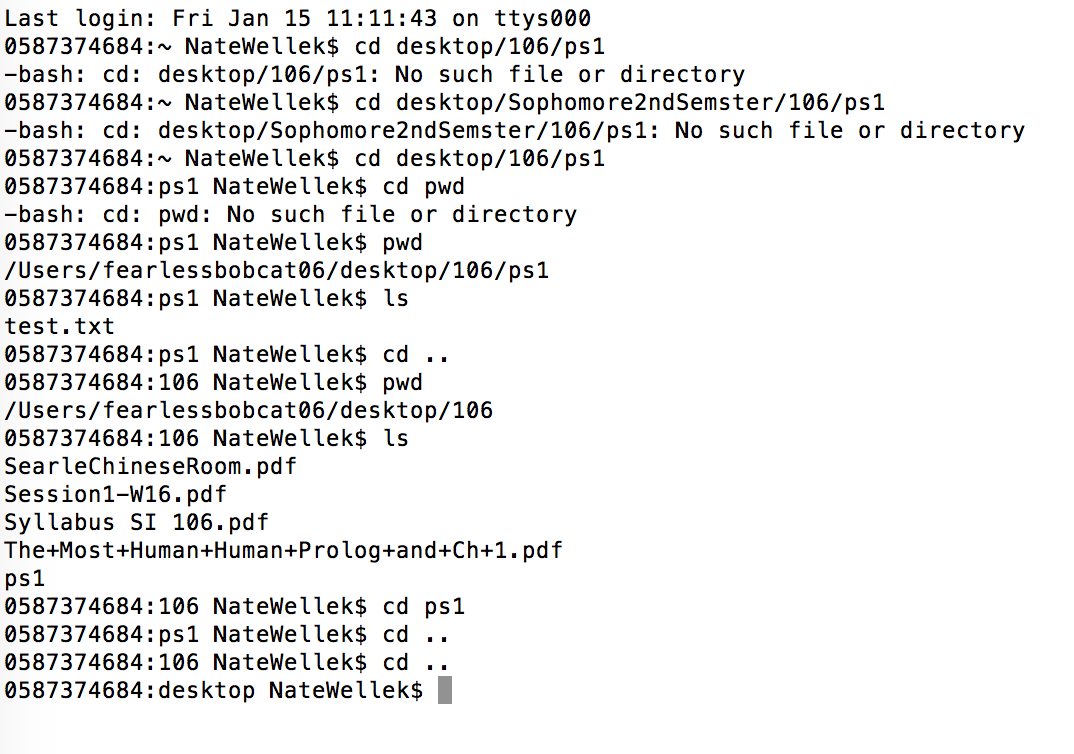 Last login: Fri Jan 15 11:11:43 on ttys000
0587374684:~ NateWellek$ cd desktop/106/ps1
-bash: cd: desktop/106/ps1: No such file or directory
0587374684:~ NateWellek$ cd desktop/Sophomore2ndSemster/106/ps1
-bash: cd: desktop/Sophomore2ndSemster/106/ps1: No such file or directory
0587374684:~ NateWellek$ cd desktop/106/ps1
0587374684:ps1 NateWellek$ cd pwd
-bash: cd: pwd: No such file or directory
0587374684:ps1 NateWellek$ pwd
/Users/fearlessbobcat06/desktop/106/ps1
0587374684:ps1 NateWellek$ ls
test.txt
0587374684:ps1 NateWellek$ cd ..
0587374684:106 NateWellek$ pwd
/Users/fearlessbobcat06/desktop/106
0587374684:106 NateWellek$ ls
SearleChineseRoom.pdf
Session1-W16.pdf
Syllabus SI 106.pdf
The+Most+Human+Human+Prolog+and+Ch+1.pdf
ps1
0587374684:106 NateWellek$ cd ps1
0587374684:ps1 NateWellek$ cd ..
0587374684:106 NateWellek$ cd ..
0587374684:desktop NateWellek$